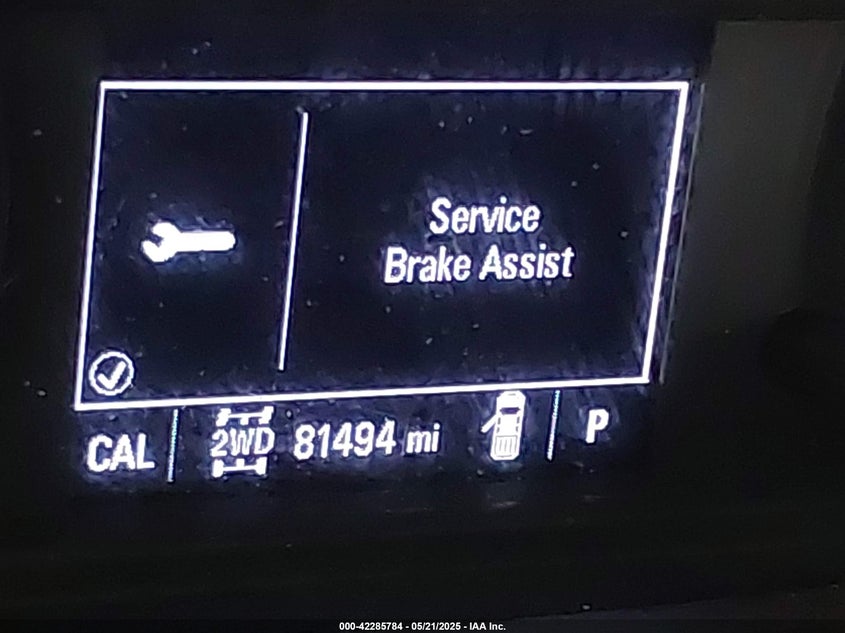 Service
Brake Assist
CAL 2WD 81494 mi P
000-42285784 - 05/21/2025 - IAA Inc.